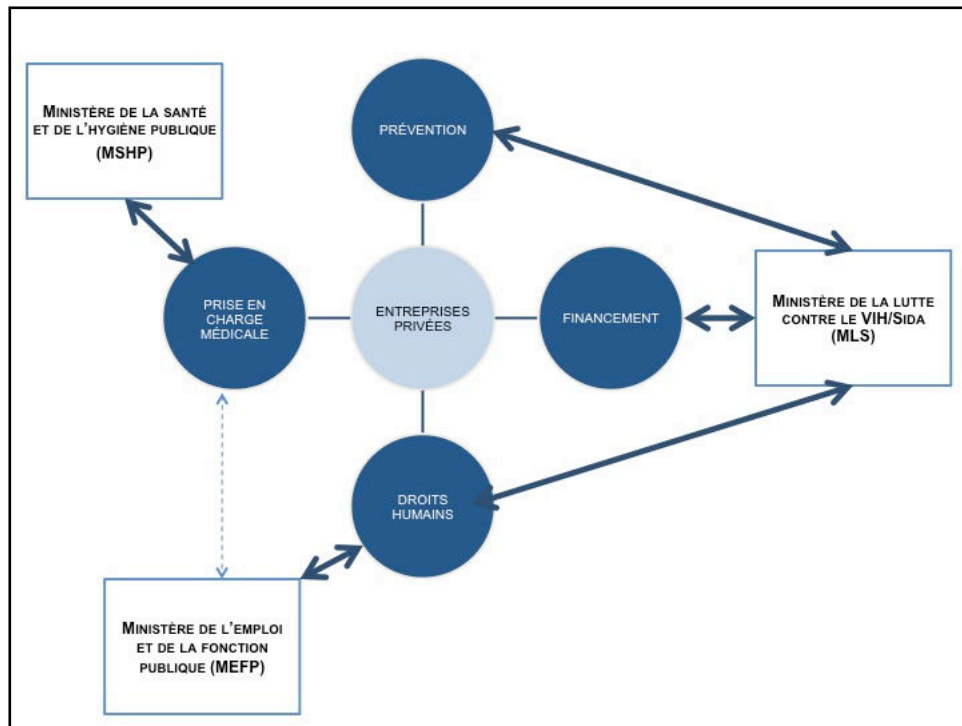 MINISTÈRE DE LA SANTÉ
ET DE L'HYGIÈNE PUBLIQUE
(MSHP)
PRÉVENTION
PRISE EN
CHARGE
MÉDICALE
ENTREPRISES
PRIVÉES
FINANCEMENT
MINISTÈRE DE LA LUTTE
CONTRE LE VIH/SIDA
(MLS)
DROITS
HUMAINS
MINISTÈRE DE L'EMPLOI
ET DE LA FONCTION
PUBLIQUE (MEFP)